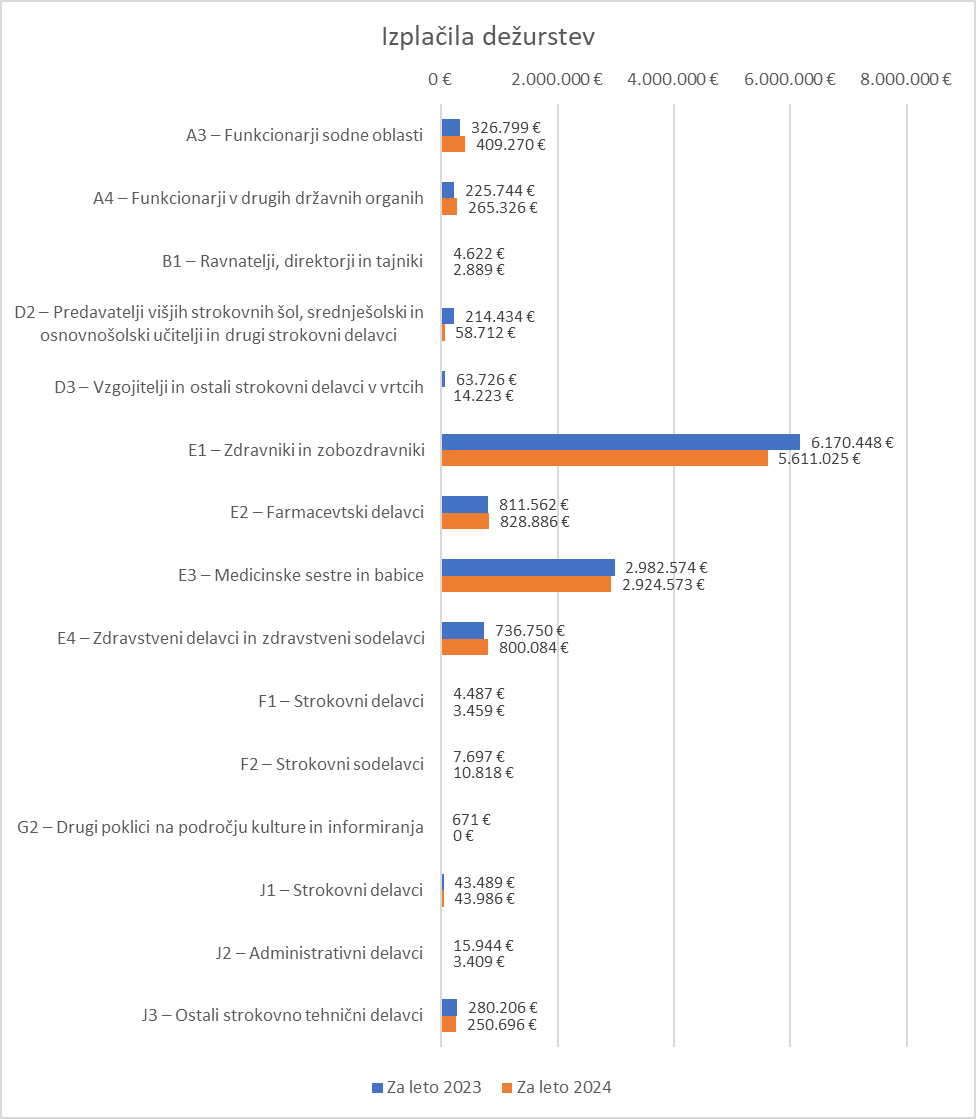 Izplačila dežurstev
0 €
2.000.000 €
4.000.000 €
6.000.000 €
8.000.000 €
A3 – Funkcionarji sodne oblasti
326.799 €
409.270 €
A4 – Funkcionarji v drugih državnih organih
225.744 €
265.326 €
B1 – Ravnatelji, direktorji in tajniki
4.622 €
2.889 €
D2 – Predavatelji višjih strokovnih šol, srednješolski in
osnovnošolski učitelji in drugi strokovni delavci
214.434 €
58.712 €
D3 – Vzgojitelji in ostali strokovni delavci v vrtcih
63.726 €
14.223 €
E1 – Zdravniki in zobozdravniki
6.170.448 €
5.611.025 €
E2 – Farmacevtski delavci
811.562 €
828.886 €
E3 – Medicinske sestre in babice
2.982.574 €
2.924.573 €
E4 – Zdravstveni delavci in zdravstveni sodelavci
736.750 €
800.084 €
F1 – Strokovni delavci
4.487 €
3.459 €
F2 – Strokovni sodelavci
7.697 €
10.818 €
G2 – Drugi poklici na področju kulture in informiranja
671 €
0 €
J1 – Strokovni delavci
43.489 €
43.986 €
J2 – Administrativni delavci
15.944 €
3.409 €
J3 – Ostali strokovno tehnični delavci
280.206 €
250.696 €
Za leto 2023
Za leto 2024